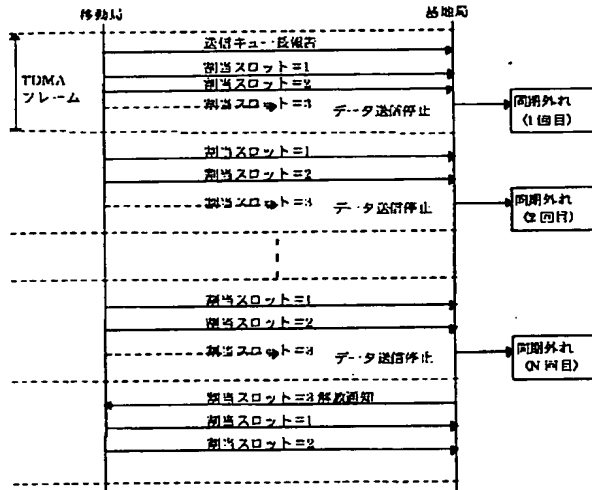 移動局
基地局
送信キュー長報告
割当スロット=1
割当スロット=2
TDMA
フレーム
割当スロット=3
データ送信停止
同期外れ
(1回目)
割当スロット=1
割当スロット=2
割当スロット=3
データ送信停止
同期外れ
(2回目)
割当スロット=1
割当スロット=2
割当スロット=3
データ送信停止
同期外れ
(N回目)
割当スロット=3解放通知
割当スロット=1
割当スロット=2